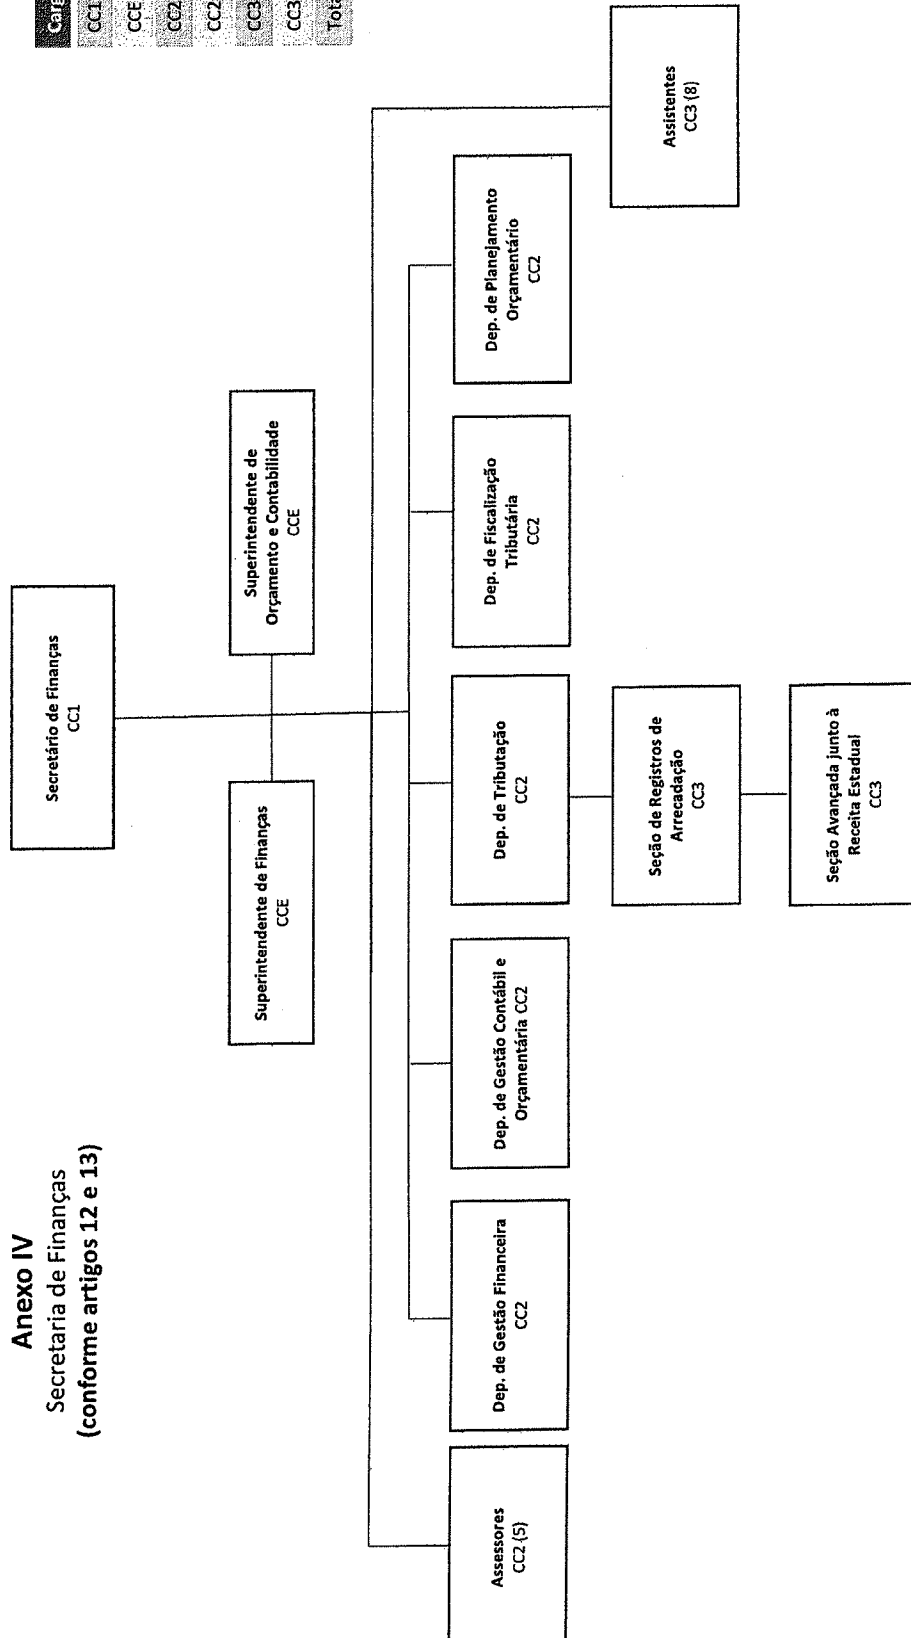 Anexo IV
Secretaria de Finanças
(conforme artigos 12 e 13)
Secretário de Finanças
CC1
Superintendente de Finanças
CCE
Superintendente de
Orçamento e Contabilidade
CCE
Assessores
CC2 (5)
Dep. de Gestão Financeira
CC2
Dep. de Gestão Contábil e
Orçamentária CC2
Dep. de Tributação
CC2
Dep. de Fiscalização
Tributária
CC2
Dep. de Planejamento
Orçamentário
CC2
Seção de Registros de
Arrecadação
CC3
Seção Avançada junto à
Receita Estadual
CC3
Assistentes
CC3 (8)
CC1
CCE
CC2
CC2
CC3
CC3